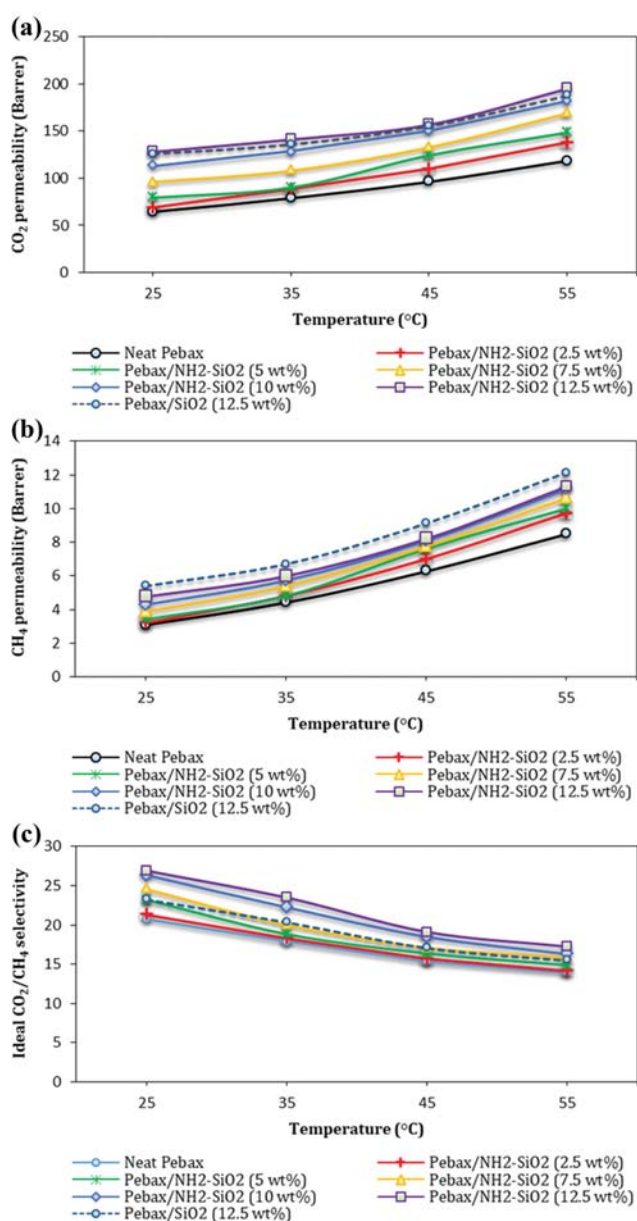 (a)
250
200
150
100
50
0
CO2 permeability (Barrer)
25 35 45 55
Temperature (°C)
Neat Pebax Pebax/NH2-SiO2 (2.5 wt%)
Pebax/NH2-SiO2 (5 wt%) Pebax/NH2-SiO2 (7.5 wt%)
Pebax/NH2-SiO2 (10 wt%) Pebax/NH2-SiO2 (12.5 wt%)
Pebax/SiO2 (12.5 wt%)
(b)
14
12
10
8
6
4
2
0
CH4 permeability (Barrer)
25 35 45 55
Temperature (°C)
Neat Pebax Pebax/NH2-SiO2 (2.5 wt%)
Pebax/NH2-SiO2 (5 wt%) Pebax/NH2-SiO2 (7.5 wt%)
Pebax/NH2-SiO2 (10 wt%) Pebax/NH2-SiO2 (12.5 wt%)
Pebax/SiO2 (12.5 wt%)
(c)
30
25
20
15
10
5
0
Ideal CO2/CH4 selectivity
25 35 45 55
Temperature (°C)
Neat Pebax Pebax/NH2-SiO2 (2.5 wt%)
Pebax/NH2-SiO2 (5 wt%) Pebax/NH2-SiO2 (7.5 wt%)
Pebax/NH2-SiO2 (10 wt%) Pebax/NH2-SiO2 (12.5 wt%)
Pebax/SiO2 (12.5 wt%)